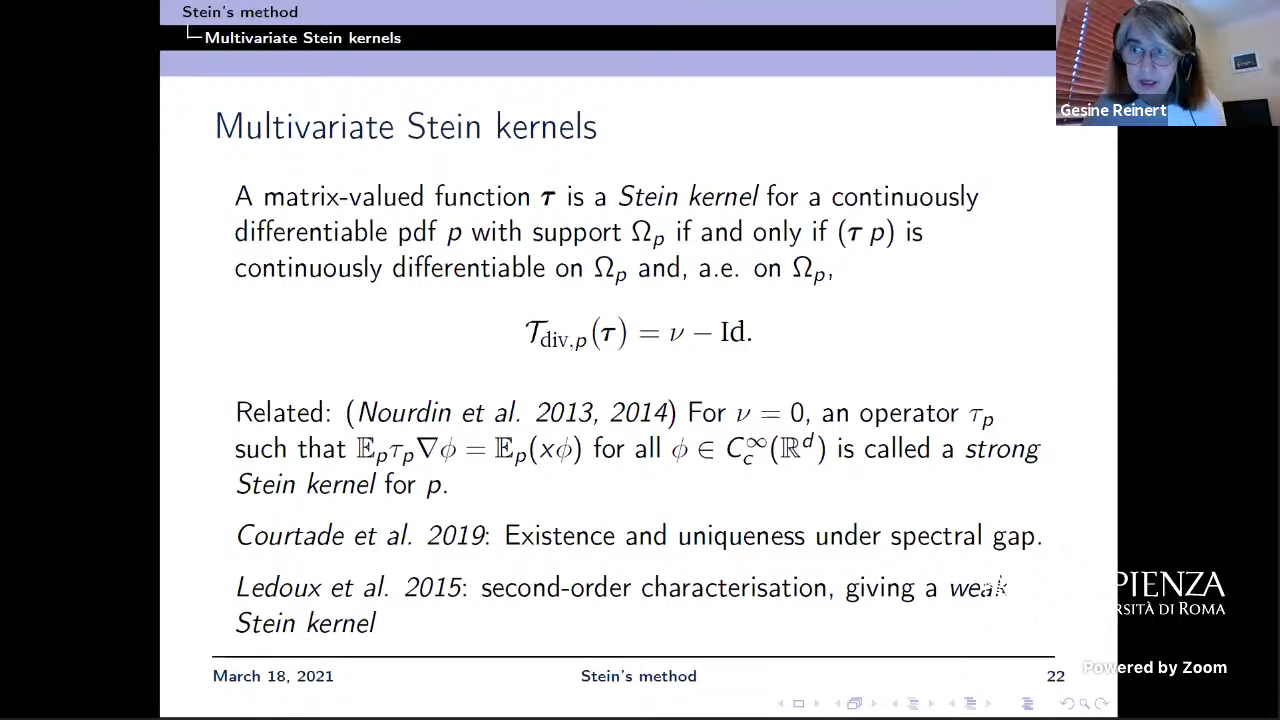 Stein's method
Multivariate Stein kernels
Gesine Reinert
Multivariate Stein kernels
A matrix-valued function τ is a Stein kernel for a continuously
differentiable pdf p with support Ω_p if and only if (τ p) is
continuously differentiable on Ω_p and, a.e. on Ω_p,
𝒯_{div,p}(τ) = ν − Id.
Related: (Nourdin et al. 2013, 2014) For ν = 0, an operator τ_p
such that 𝔼_pτ_p∇ϕ = 𝔼_p(xϕ) for all ϕ ∈ C_c^∞(ℝ^d) is called a strong
Stein kernel for p.
Courtade et al. 2019: Existence and uniqueness under spectral gap.
Ledoux et al. 2015: second-order characterisation, giving a weak
Stein kernel
PIENZA
RSITÀ DI ROMA
Powered by Zoom
March 18, 2021 Stein's method 22